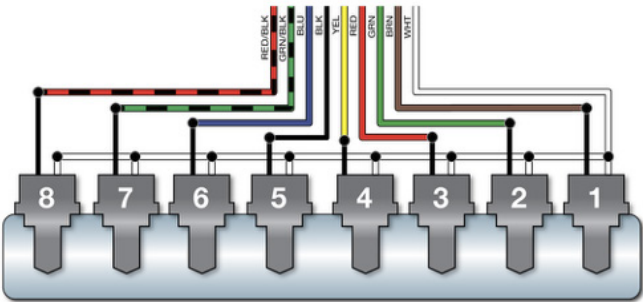 RED/BLK
GRN/BLK
BLU
BLK
YEL
RED
GRN
BRN
WHT
8 7 6 5 4 3 2 1